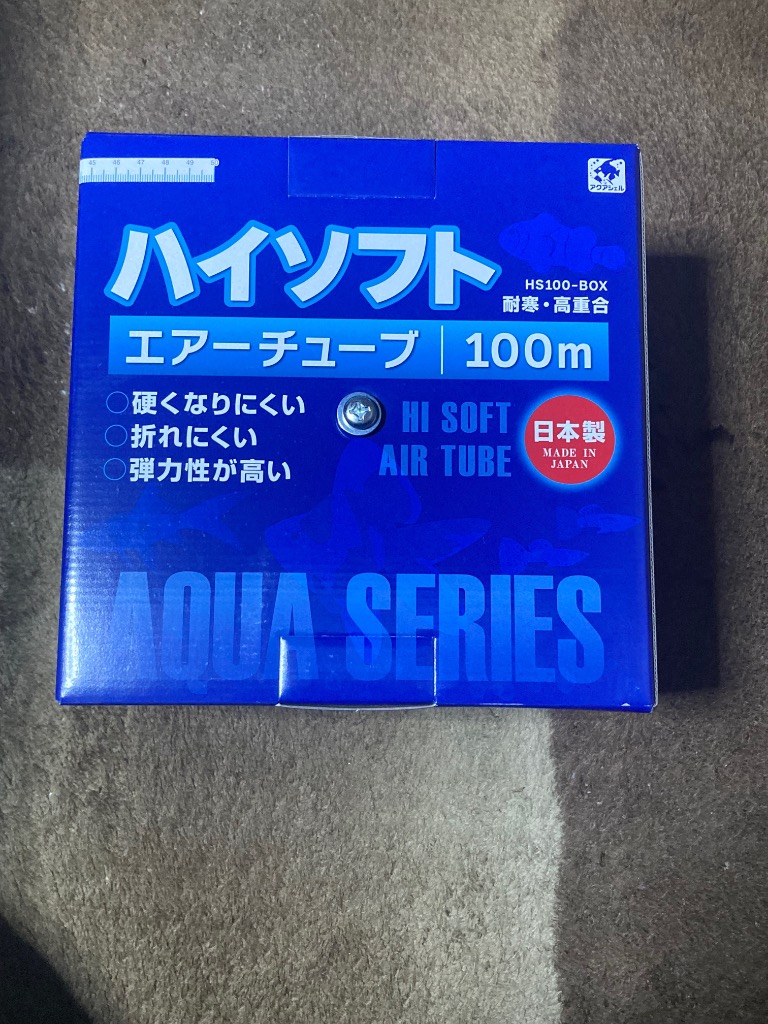 45 46 47 48 49 50
アクアシェル
ハイソフト
HS100-BOX
耐寒・高重合
エアーチューブ 100m
○硬くなりにくい
○折れにくい
○弾力性が高い
HI SOFT
AIR TUBE
日本製
MADE IN
JAPAN
AQUA SERIES